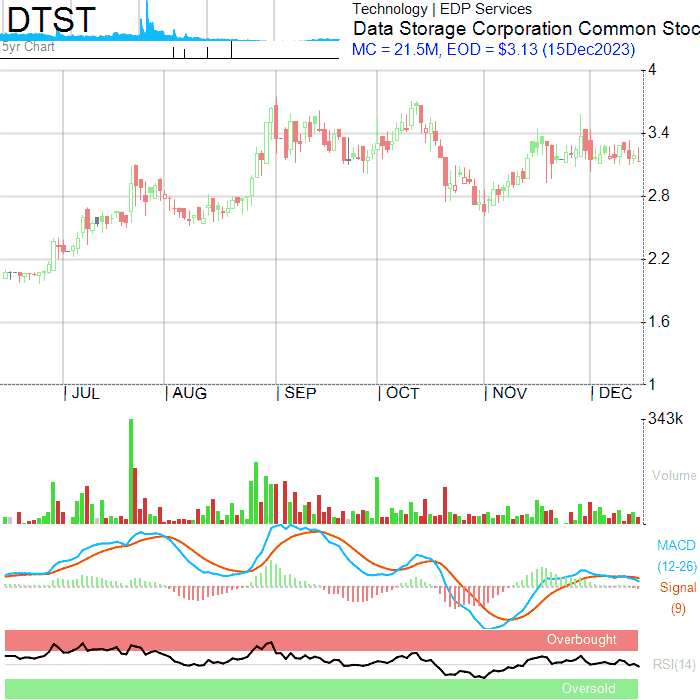 DTST
5yr Chart
Technology | EDP Services
Data Storage Corporation Common Stoc
MC = 21.5M, EOD = $3.13 (15Dec2023)
4
3.4
2.8
2.2
1.6
1
JUL
AUG
SEP
OCT
NOV
DEC
343k
Volume
MACD
(12-26)
Signal
(9)
Overbought
RSI(14)
Oversold